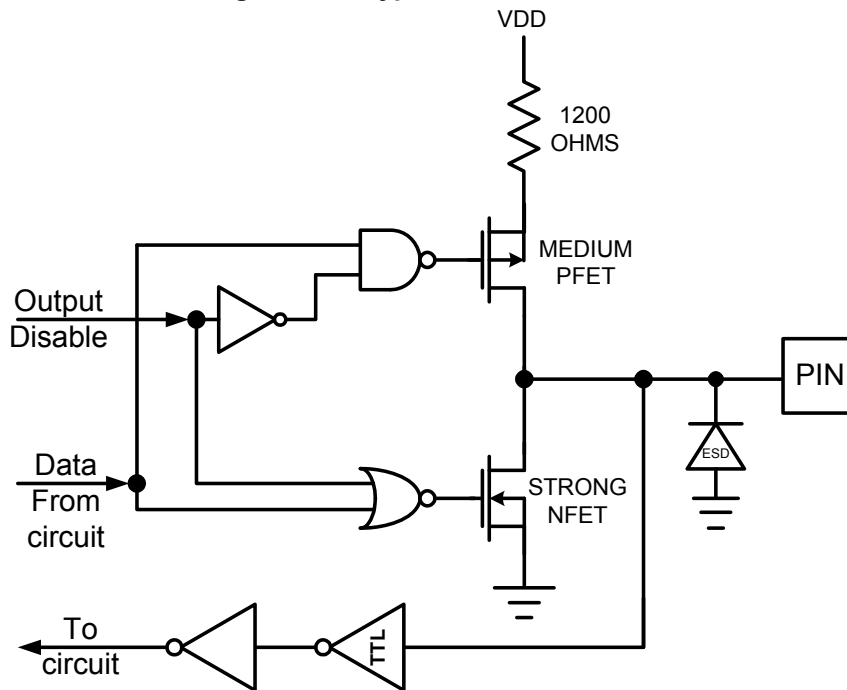 VDD
1200
OHMS
MEDIUM
PFET
Output
Disable
PIN
ESD
Data
From
circuit
STRONG
NFET
To
circuit
TTL